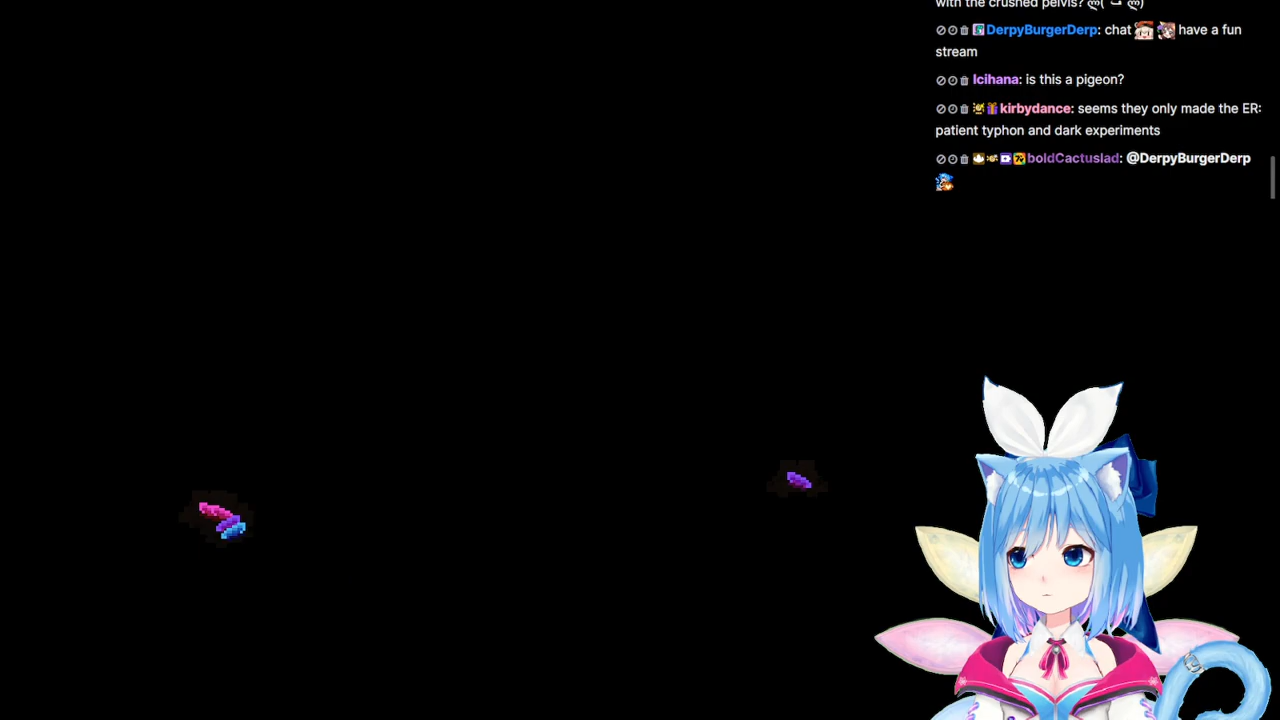 with the crushed pelvis? ლ(´ڡ`ლ)
DerpyBurgerDerp: chat have a fun
stream
Icihana: is this a pigeon?
kirbydance: seems they only made the ER:
patient typhon and dark experiments
boldCactuslad: @DerpyBurgerDerp